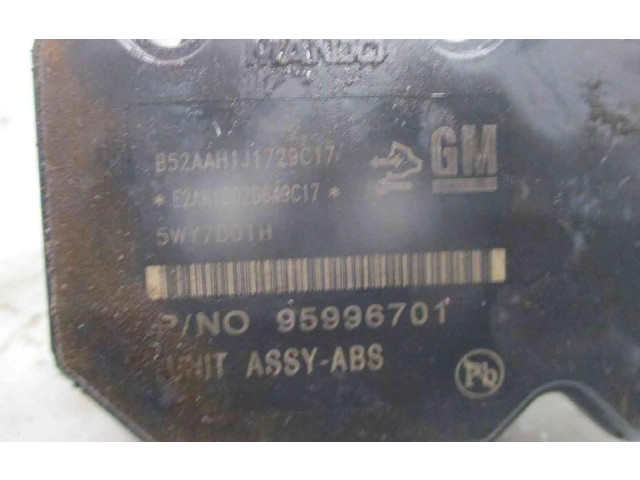 MANDO
B52AAH1J1729C17
GM
5WY7D01H
P/NO 95996701
UNIT ASSY-ABS
Pb